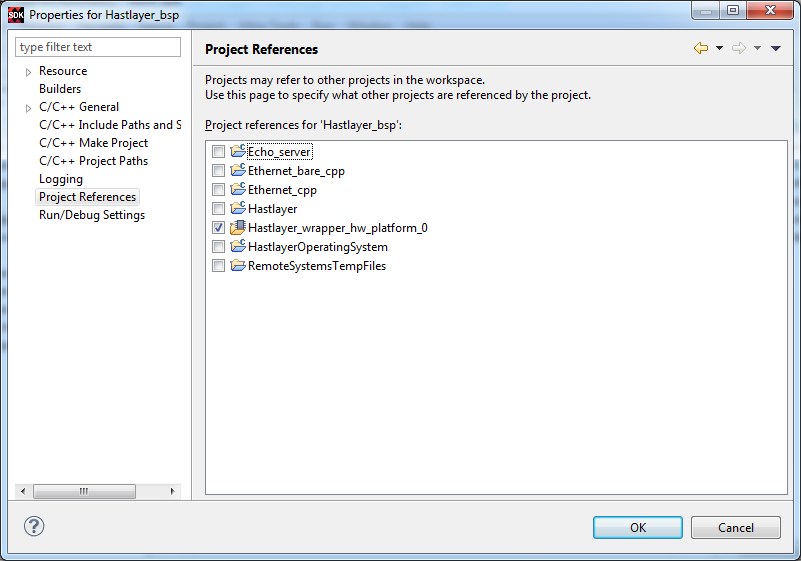 SDK
Properties for Hastlayer_bsp
type filter text
Resource
Builders
C/C++ General
C/C++ Include Paths and S
C/C++ Make Project
C/C++ Project Paths
Logging
Project References
Run/Debug Settings
Project References
Projects may refer to other projects in the workspace.
Use this page to specify what other projects are referenced by the project.
Project references for 'Hastlayer_bsp':
Echo_server
Ethernet_bare_cpp
Ethernet_cpp
Hastlayer
Hastlayer_wrapper_hw_platform_0
HastlayerOperatingSystem
RemoteSystemsTempFiles
?
OK
Cancel